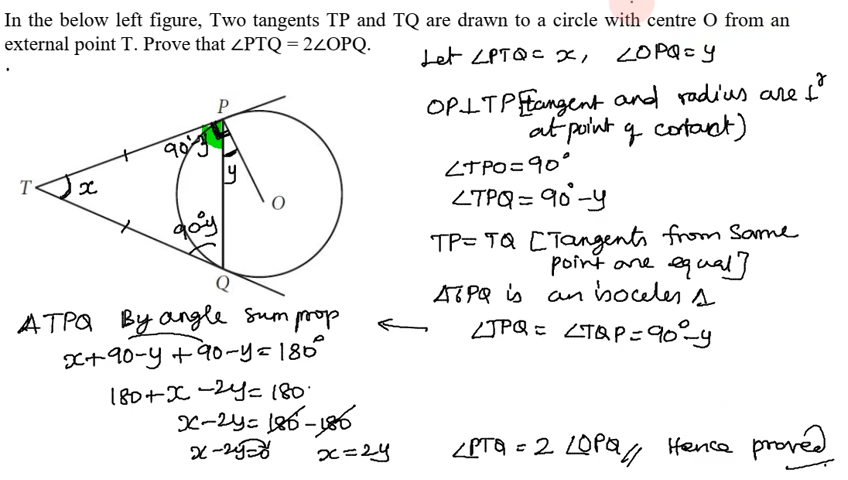 In the below left figure, Two tangents TP and TQ are drawn to a circle with centre O from an
external point T. Prove that ∠PTQ = 2∠OPQ.
.
Let ∠PTQ = x, ∠OPQ = y
OP⊥TP [tangent and radius are ⊥r
at point of contant)
∠TPO = 90°
∠TPQ = 90° - y
TP = TQ [Tangents from Same
point are equal]
ΔTPQ is an isoceles Δ
∠TPQ = ∠TQP = 90° - y
P
90°-y
y
T
x
O
90°-y
Q
ΔTPQ By angle sum prop
x + 90 - y + 90 - y = 180°
180 + x - 2y = 180
x - 2y = 180 - 180
x - 2y = 0 x = 2y
∠PTQ = 2 ∠OPQ // Hence proved